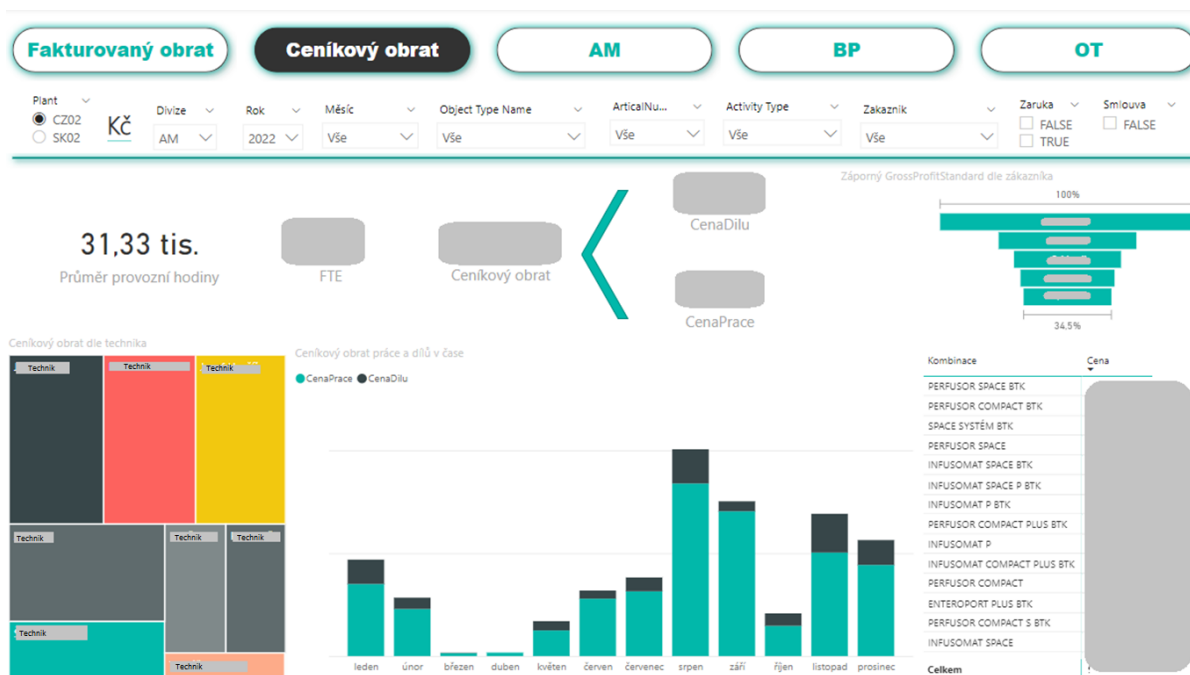 Fakturovaný obrat
Ceníkový obrat
AM
BP
OT
Plant
CZ02
SK02
Kč
Divize
AM
Rok
2022
Měsíc
Vše
Object Type Name
Vše
ArticalNu...
Vše
Activity Type
Vše
Zakaznik
Vše
Zaruka
FALSE
TRUE
Smlouva
FALSE
31,33 tis.
Průměr provozní hodiny
FTE
Ceníkový obrat
CenaDilu
CenaPrace
Záporný GrossProfitStandard dle zákazníka
100%
34.5%
Ceníkový obrat dle technika
Technik
Technik
Technik
Technik
Technik
Technik
Technik
Technik
Ceníkový obrat práce a dílů v čase
CenaPrace CenaDilu
leden únor březen duben květen červen červenec srpen září říjen listopad prosinec
Kombinace Cena
PERFUSOR SPACE BTK
PERFUSOR COMPACT BTK
SPACE SYSTÉM BTK
PERFUSOR SPACE
INFUSOMAT SPACE BTK
INFUSOMAT SPACE P BTK
INFUSOMAT P BTK
PERFUSOR COMPACT PLUS BTK
INFUSOMAT P
INFUSOMAT COMPACT PLUS BTK
PERFUSOR COMPACT
ENTEROPORT PLUS BTK
PERFUSOR COMPACT S BTK
INFUSOMAT SPACE
Celkem